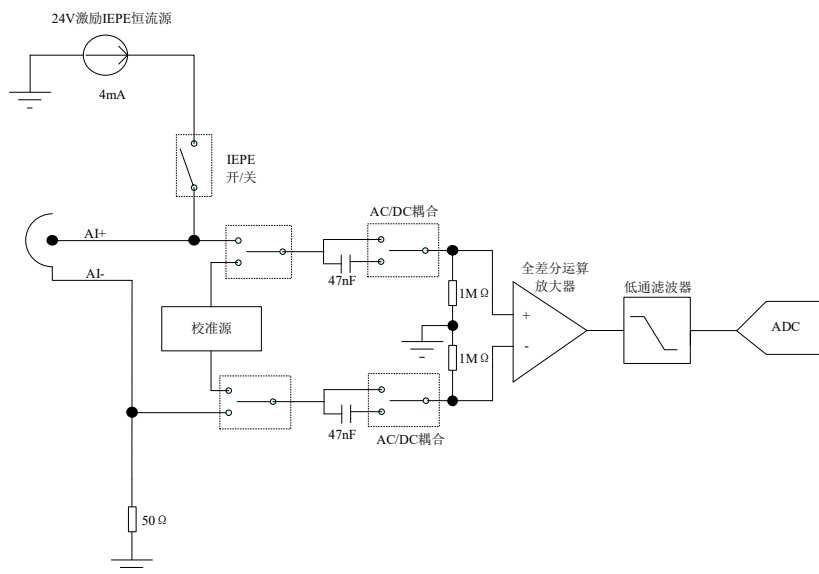 24V激励IEPE恒流源
4mA
IEPE
开/关
AI+
AC/DC耦合
47nF
AI-
1MΩ
全差分运算
放大器
低通滤波器
+
-
ADC
校准源
1MΩ
47nF
AC/DC耦合
50Ω